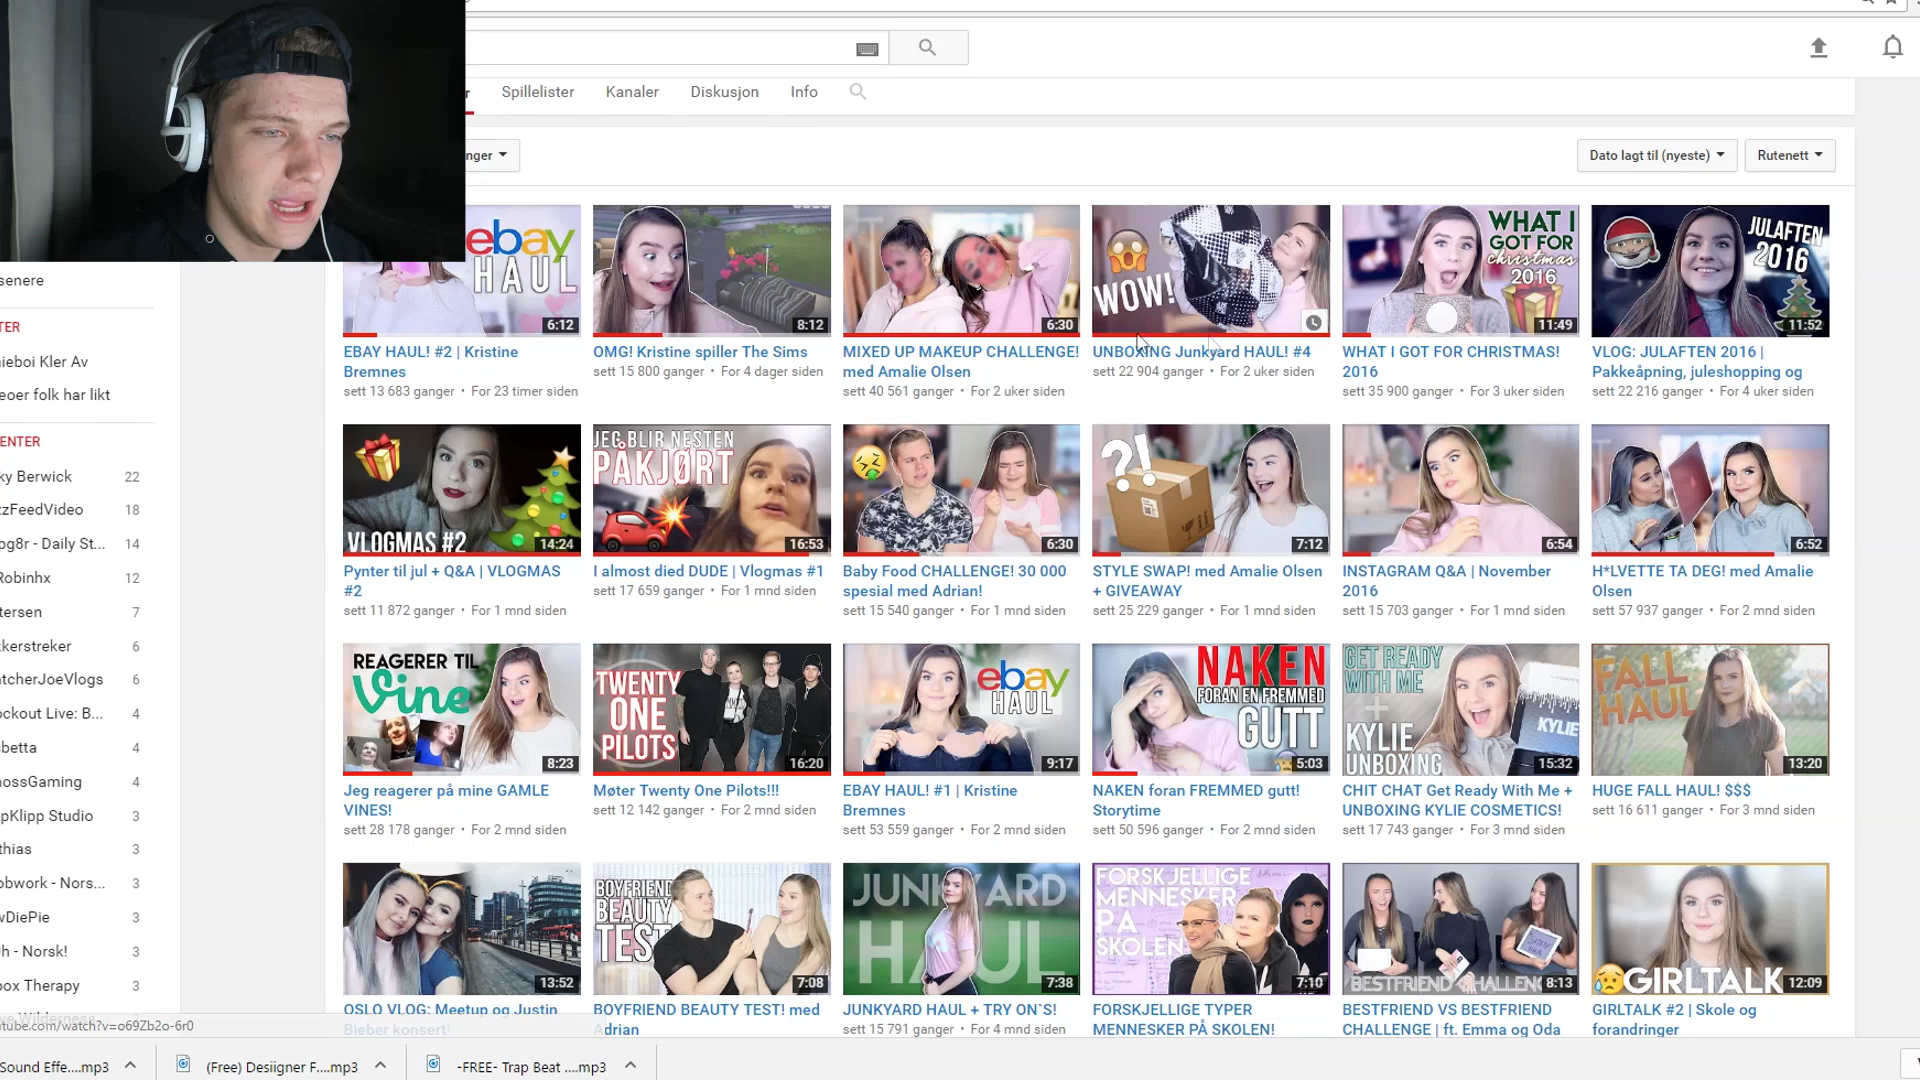 Spillelister
Kanaler
Diskusjon
Info
nger
Dato lagt til (nyeste)
Rutenett
senere
TER
ieboi Kler Av
eoer folk har likt
ENTER
ky Berwick 22
zzFeedVideo 18
pg8r - Daily St... 14
Robinhx 12
tersen 7
kerstreker 6
atcherJoeVlogs 6
ockout Live: B... 4
sbetta 4
nossGaming 4
pKlipp Studio 3
thias 3
obwork - Nors... 3
wDiePie 3
h - Norsk! 3
box Therapy 3
ebay
HAUL
6:12
8:12
6:30
WOW!
WHAT I
GOT FOR
christmas
2016
11:49
JULAFTEN
2016
11:52
EBAY HAUL! #2 | Kristine
Bremnes
sett 13 683 ganger • For 23 timer siden
OMG! Kristine spiller The Sims
sett 15 800 ganger • For 4 dager siden
MIXED UP MAKEUP CHALLENGE!
med Amalie Olsen
sett 40 561 ganger • For 2 uker siden
UNBOXING Junkyard HAUL! #4
sett 22 904 ganger • For 2 uker siden
WHAT I GOT FOR CHRISTMAS!
2016
sett 35 900 ganger • For 3 uker siden
VLOG: JULAFTEN 2016 |
Pakkeåpning, juleshopping og
sett 22 216 ganger • For 4 uker siden
VLOGMAS #2
14:24
JEG BLIR NESTEN
PÅKJØRT
16:53
6:30
?!
7:12
6:54
6:52
Pynter til jul + Q&A | VLOGMAS
#2
sett 11 872 ganger • For 1 mnd siden
I almost died DUDE | Vlogmas #1
sett 17 659 ganger • For 1 mnd siden
Baby Food CHALLENGE! 30 000
spesial med Adrian!
sett 15 540 ganger • For 1 mnd siden
STYLE SWAP! med Amalie Olsen
+ GIVEAWAY
sett 25 229 ganger • For 1 mnd siden
INSTAGRAM Q&A | November
2016
sett 15 703 ganger • For 1 mnd siden
H*LVETTE TA DEG! med Amalie
Olsen
sett 57 937 ganger • For 2 mnd siden
REAGERER TIL
Vine
8:23
TWENTY
ONE
PILOTS
16:20
ebay
HAUL
9:17
NAKEN
FORAN EN FREMMED
GUTT
5:03
GET READY
WITH ME
+
KYLIE
UNBOXING
KYLIE
15:32
FALL
HAUL
13:20
Jeg reagerer på mine GAMLE
VINES!
sett 28 178 ganger • For 2 mnd siden
Møter Twenty One Pilots!!!
sett 12 142 ganger • For 2 mnd siden
EBAY HAUL! #1 | Kristine
Bremnes
sett 53 559 ganger • For 2 mnd siden
NAKEN foran FREMMED gutt!
Storytime
sett 50 596 ganger • For 2 mnd siden
CHIT CHAT Get Ready With Me +
UNBOXING KYLIE COSMETICS!
sett 17 743 ganger • For 3 mnd siden
HUGE FALL HAUL! $$$
sett 16 611 ganger • For 3 mnd siden
13:52
BOYFRIEND
BEAUTY
TEST
7:08
JUNKYARD
HAUL
7:38
FORSKJELLIGE
MENNESKER
PÅ
SKOLEN
7:10
BESTFRIEND CHALLENG
8:13
GIRLTALK
12:09
OSLO VLOG: Meetup og Justin
Bieber konsert!
BOYFRIEND BEAUTY TEST! med
Adrian
JUNKYARD HAUL + TRY ON`S!
sett 15 791 ganger • For 4 mnd siden
FORSKJELLIGE TYPER
MENNESKER PÅ SKOLEN!
BESTFRIEND VS BESTFRIEND
CHALLENGE | ft. Emma og Oda
GIRLTALK #2 | Skole og
forandringer
tube.com/watch?v=o69Zb2o-6r0
Sound Effe....mp3
(Free) Desiigner F....mp3
-FREE- Trap Beat ....mp3